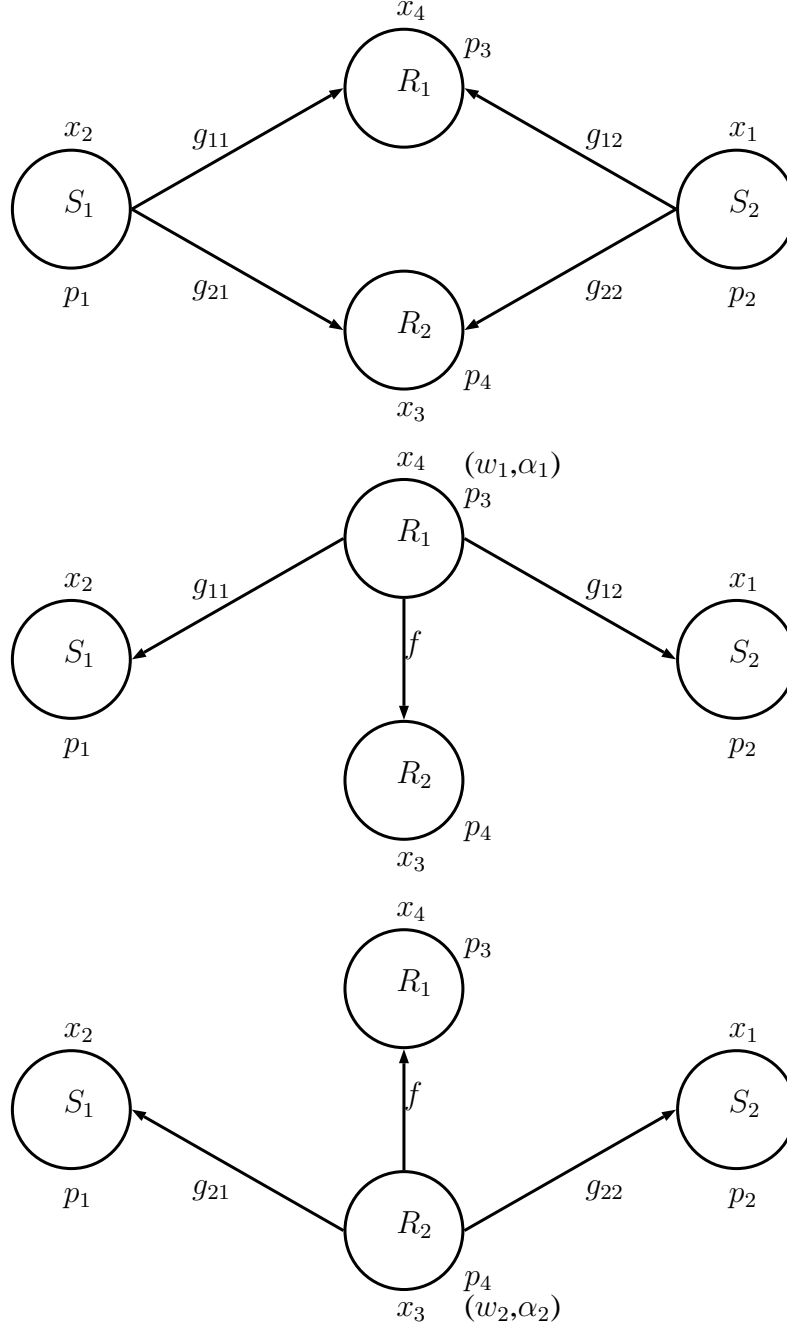 x₄
p₃
R₁
x₂
g₁₁
g₁₂
x₁
S₁
S₂
p₁
g₂₁
g₂₂
p₂
R₂
p₄
x₃
x₄ (w₁,α₁)
p₃
R₁
x₂
g₁₁
g₁₂
x₁
S₁
f
S₂
p₁
p₂
R₂
p₄
x₃
x₄
p₃
R₁
x₂
x₁
S₁
f
S₂
p₁
g₂₁
g₂₂
p₂
R₂
p₄
x₃ (w₂,α₂)